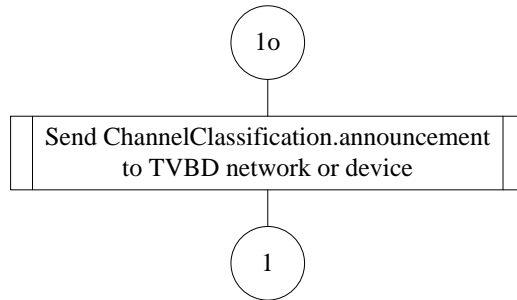 1o
Send ChannelClassification.announcement
to TVBD network or device
1